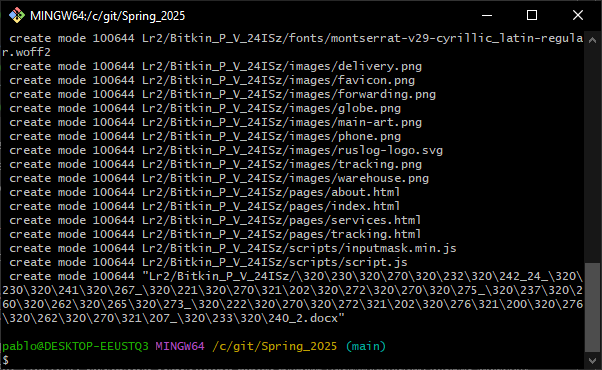 MINGW64:/c/git/Spring_2025
create mode 100644 Lr2/Bitkin_P_V_24ISz/fonts/montserrat-v29-cyrillic_latin-regula
r.woff2
create mode 100644 Lr2/Bitkin_P_V_24ISz/images/delivery.png
create mode 100644 Lr2/Bitkin_P_V_24ISz/images/favicon.png
create mode 100644 Lr2/Bitkin_P_V_24ISz/images/forwarding.png
create mode 100644 Lr2/Bitkin_P_V_24ISz/images/globe.png
create mode 100644 Lr2/Bitkin_P_V_24ISz/images/main-art.png
create mode 100644 Lr2/Bitkin_P_V_24ISz/images/phone.png
create mode 100644 Lr2/Bitkin_P_V_24ISz/images/ruslog-logo.svg
create mode 100644 Lr2/Bitkin_P_V_24ISz/images/tracking.png
create mode 100644 Lr2/Bitkin_P_V_24ISz/images/warehouse.png
create mode 100644 Lr2/Bitkin_P_V_24ISz/pages/about.html
create mode 100644 Lr2/Bitkin_P_V_24ISz/pages/index.html
create mode 100644 Lr2/Bitkin_P_V_24ISz/pages/services.html
create mode 100644 Lr2/Bitkin_P_V_24ISz/pages/tracking.html
create mode 100644 Lr2/Bitkin_P_V_24ISz/scripts/inputmask.min.js
create mode 100644 Lr2/Bitkin_P_V_24ISz/scripts/script.js
create mode 100644 "Lr2/Bitkin_P_V_24ISz/\320\230\320\270\320\232\320\242_24_\320\
230\320\241\320\267_\320\221\320\270\321\202\320\272\320\270\320\275_\320\237\320\2
60\320\262\320\265\320\273_\320\222\320\270\320\272\321\202\320\276\321\200\320\276
\320\262\320\270\321\207_\320\233\320\240_2.docx"
pablo@DESKTOP-EEUSTQ3 MINGW64 /c/git/Spring_2025 (main)
$